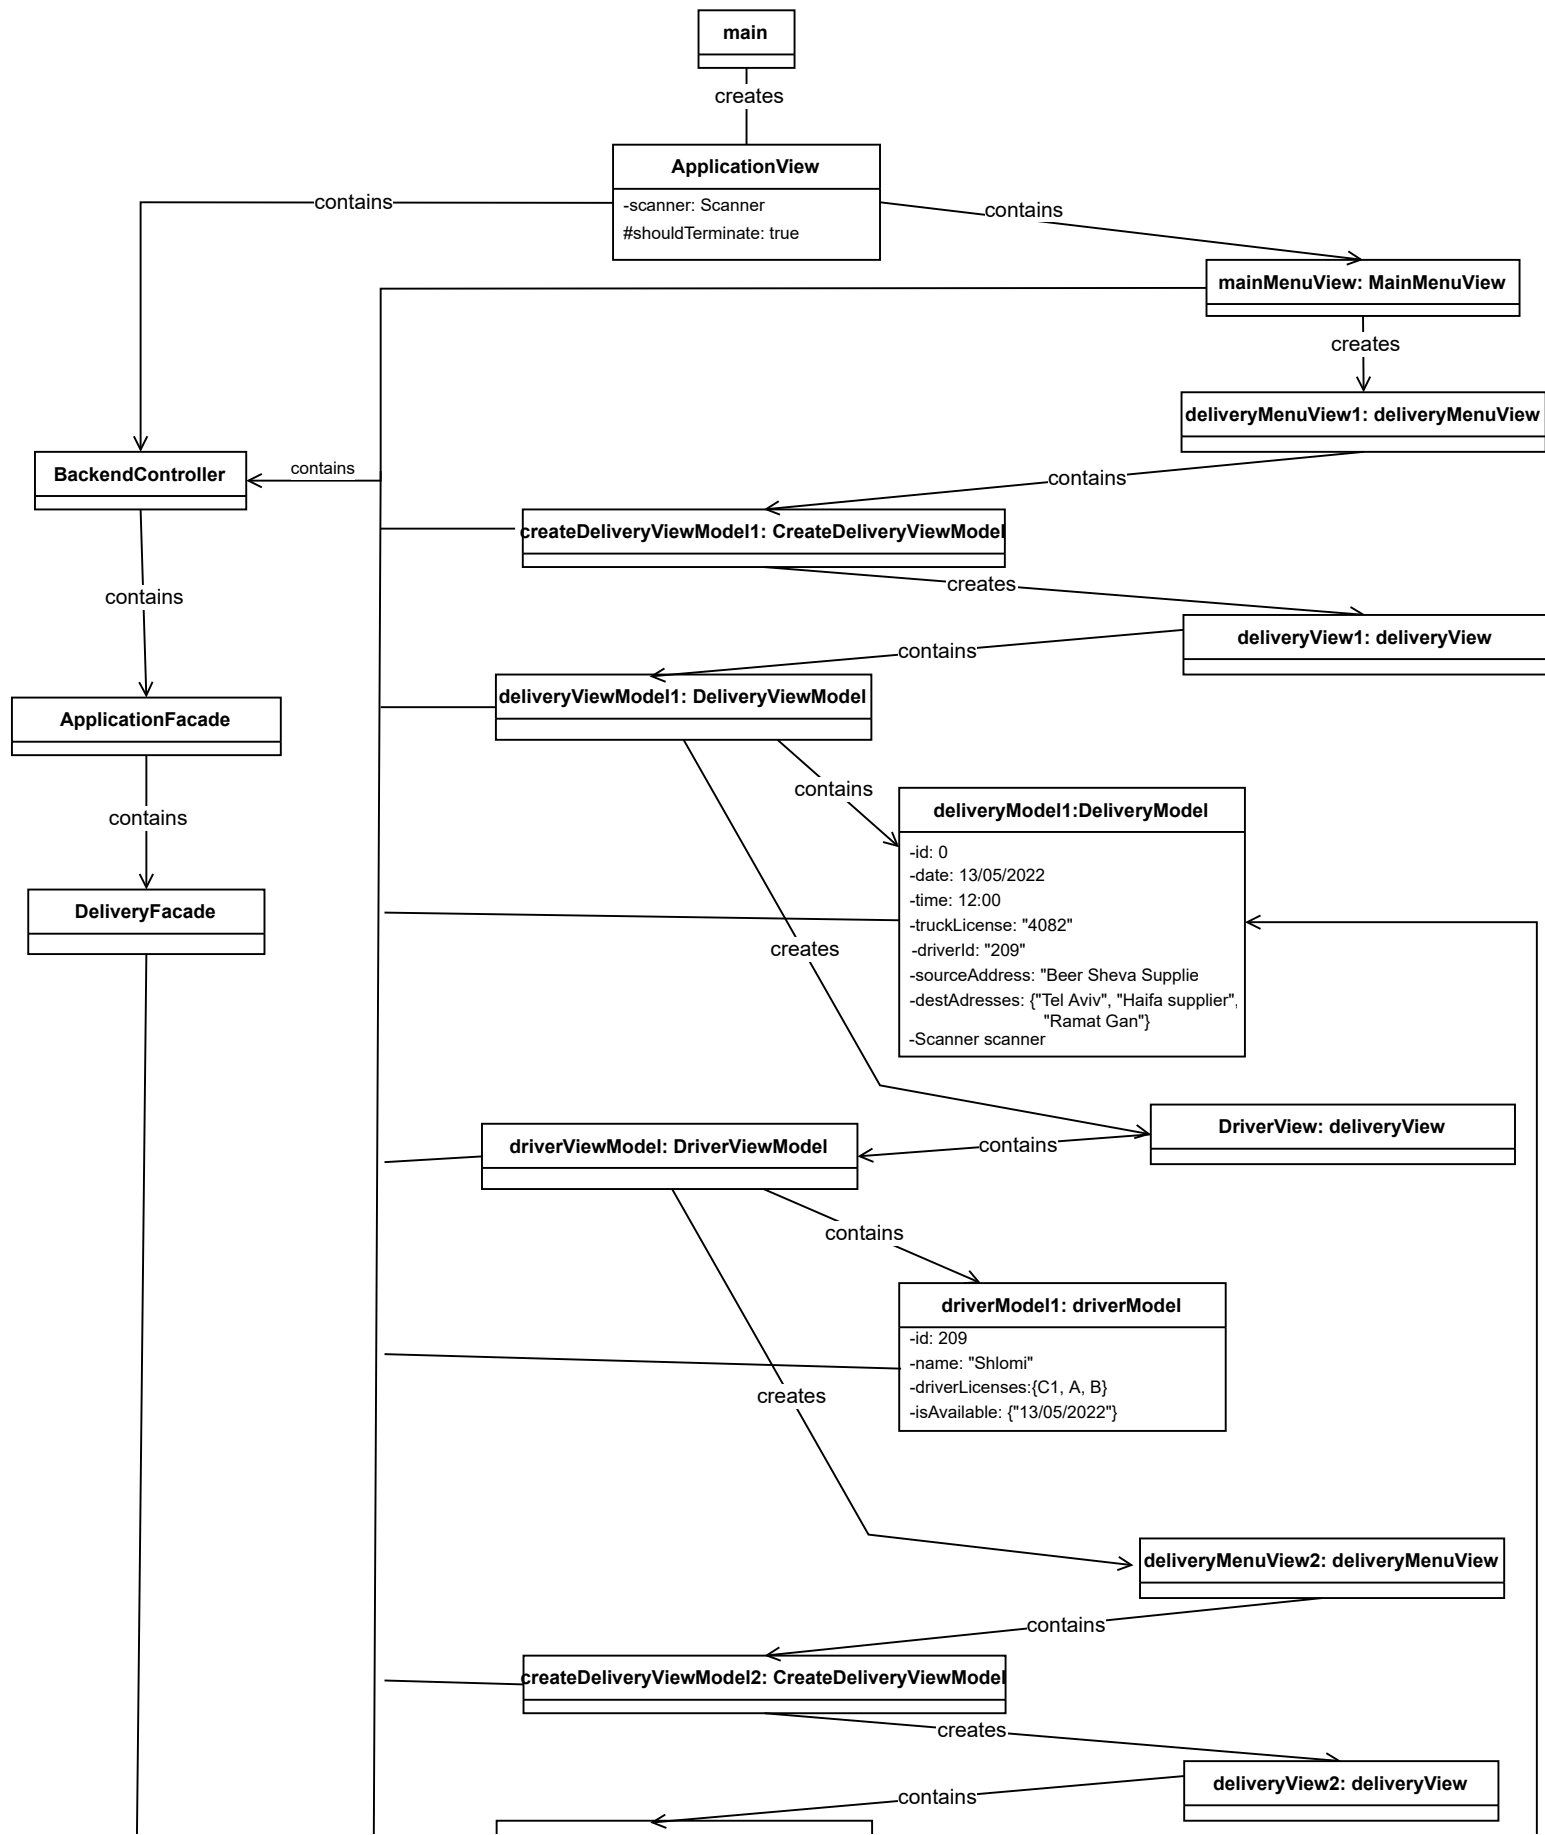 main
creates
ApplicationView
-scanner: Scanner
#shouldTerminate: true
contains
contains
mainMenuView: MainMenuView
creates
deliveryMenuView1: deliveryMenuView
BackendController
contains
contains
createDeliveryViewModel1: CreateDeliveryViewModel
creates
contains
deliveryView1: deliveryView
contains
deliveryViewModel1: DeliveryViewModel
ApplicationFacade
contains
contains
deliveryModel1:DeliveryModel
-id: 0
-date: 13/05/2022
-time: 12:00
-truckLicense: "4082"
-driverId: "209"
-sourceAddress: "Beer Sheva Supplie
-destAdresses: {"Tel Aviv", "Haifa supplier",
"Ramat Gan"}
-Scanner scanner
DeliveryFacade
creates
DriverView: deliveryView
contains
driverViewModel: DriverViewModel
contains
driverModel1: driverModel
-id: 209
-name: "Shlomi"
-driverLicenses:{C1, A, B}
-isAvailable: {"13/05/2022"}
creates
deliveryMenuView2: deliveryMenuView
contains
createDeliveryViewModel2: CreateDeliveryViewModel
creates
deliveryView2: deliveryView
contains